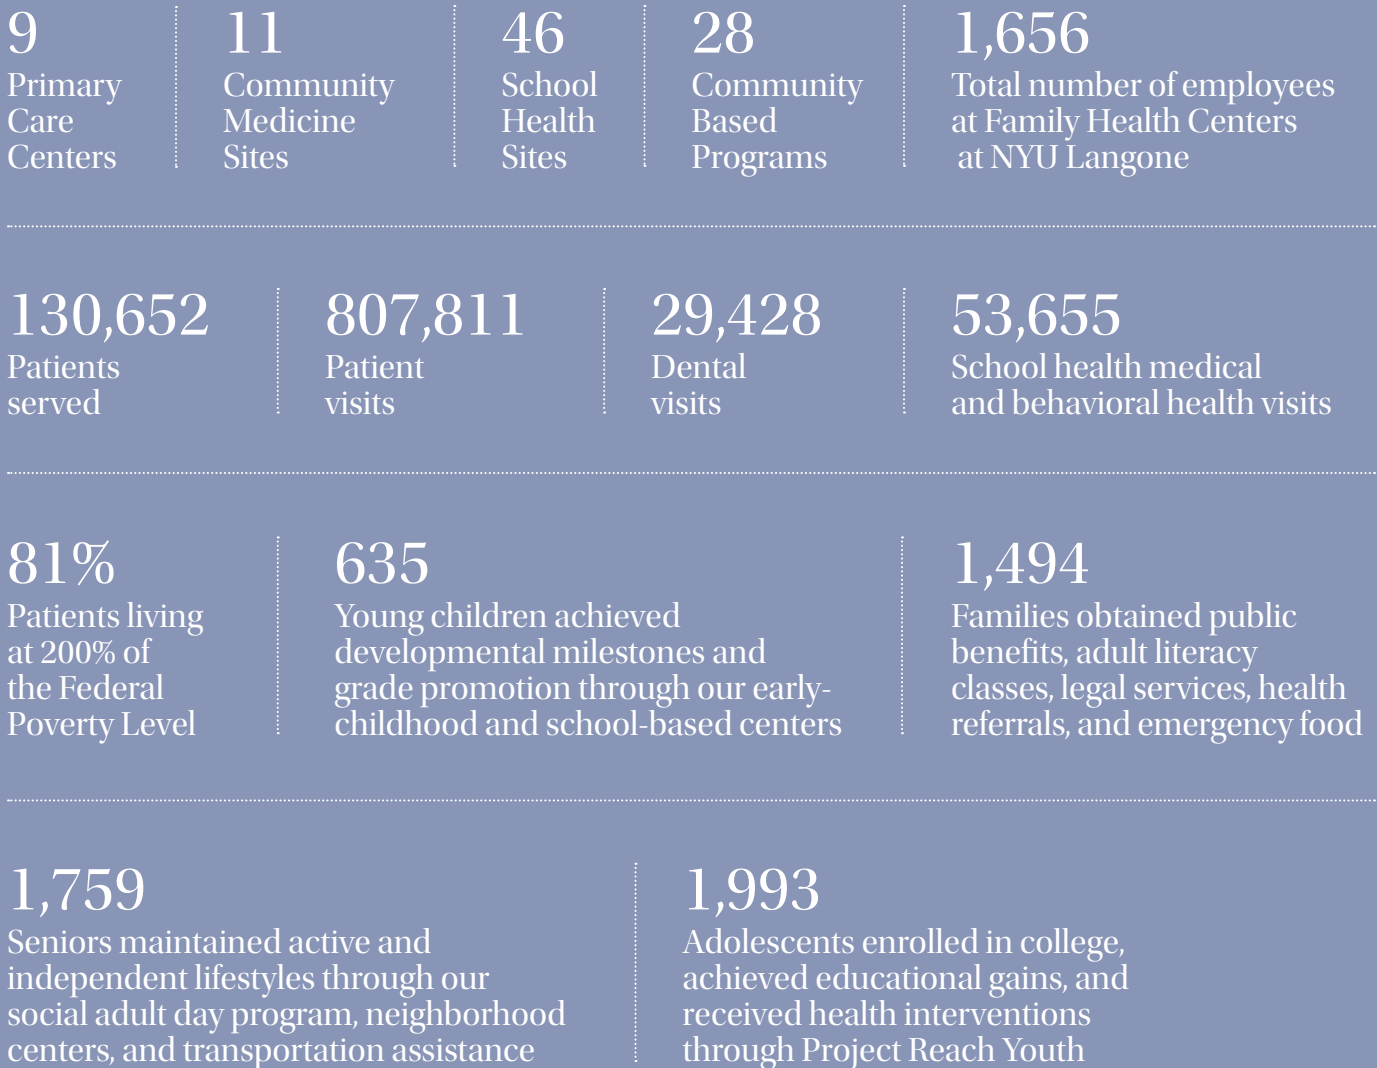 9
Primary
Care
Centers
11
Community
Medicine
Sites
46
School
Health
Sites
28
Community
Based
Programs
1,656
Total number of employees
at Family Health Centers
at NYU Langone
130,652
Patients
served
807,811
Patient
visits
29,428
Dental
visits
53,655
School health medical
and behavioral health visits
81%
Patients living
at 200% of
the Federal
Poverty Level
635
Young children achieved
developmental milestones and
grade promotion through our early-
childhood and school-based centers
1,494
Families obtained public
benefits, adult literacy
classes, legal services, health
referrals, and emergency food
1,759
Seniors maintained active and
independent lifestyles through our
social adult day program, neighborhood
centers, and transportation assistance
1,993
Adolescents enrolled in college,
achieved educational gains, and
received health interventions
through Project Reach Youth